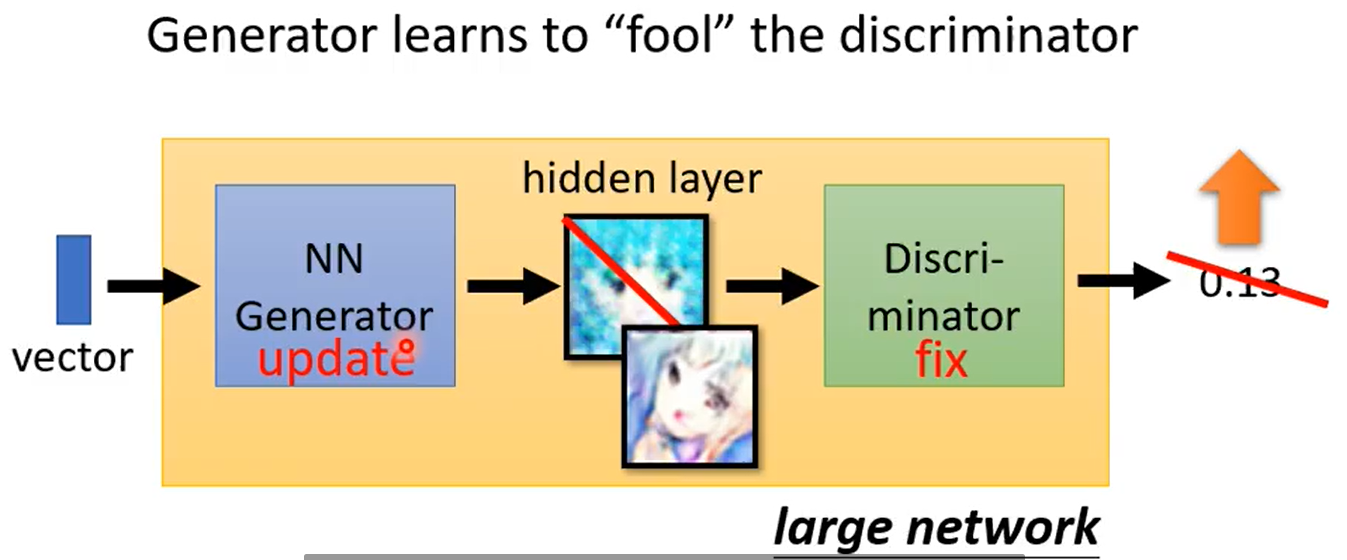 Generator learns to “fool” the discriminator
hidden layer
NN
Generator
update
Discri-
minator
fix
0.13
vector
large network